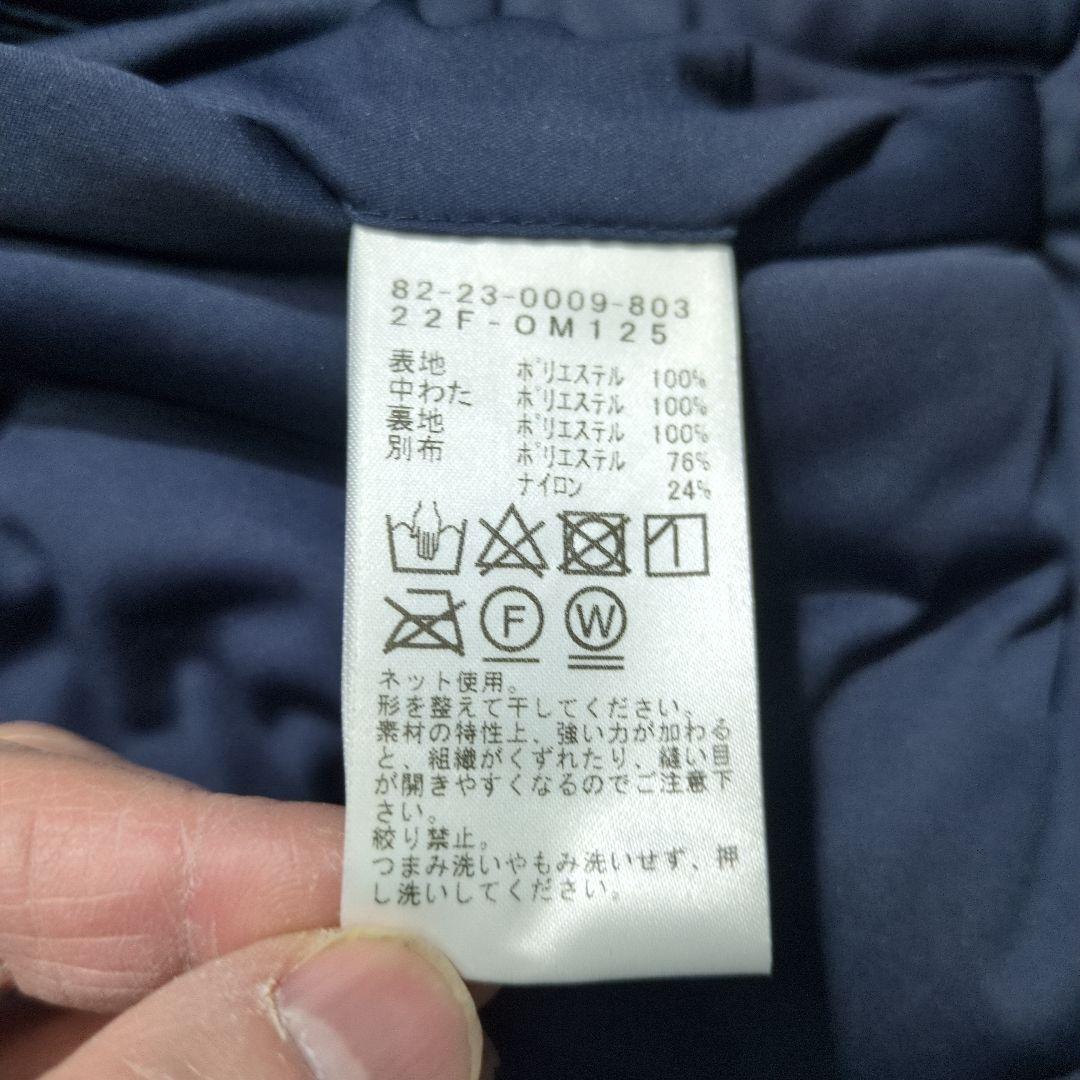 82-23-0009-803
22F-OM125
表地 ポリエステル 100%
中わた ポリエステル 100%
裏地 ポリエステル 100%
別布 ポリエステル 76%
ナイロン 24%
F W
ネット使用。
形を整えて干してください。
素材の特性上、強い力が加わる
と、組織がくずれたり、縫い目
が開きやすくなるのでご注意下
さい。
絞り禁止。
つまみ洗いやもみ洗いせず、押
し洗いしてください。